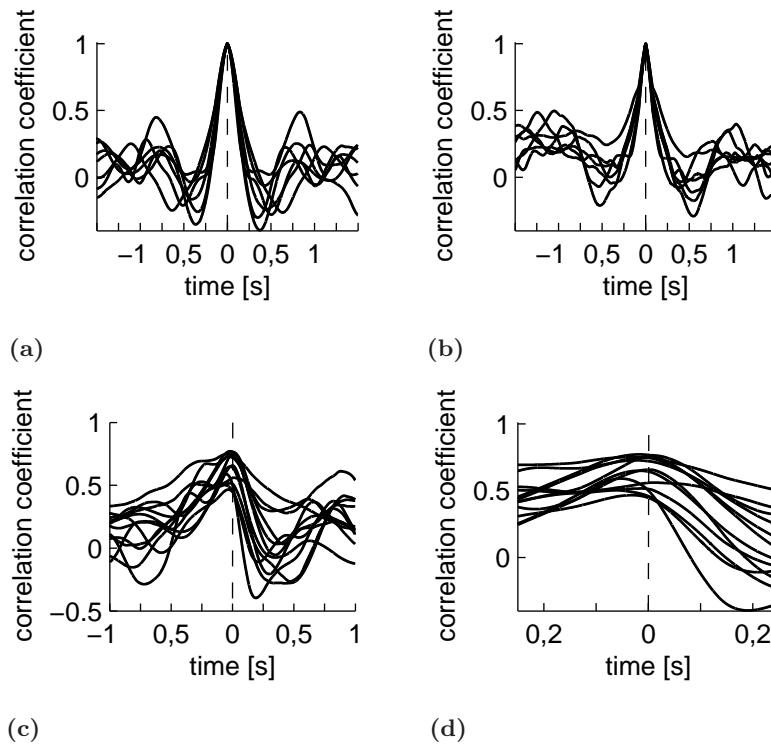 correlation coefficient
1
0.5
0
−1 0,5 0 0,5 1
time [s]
(a)
correlation coefficient
1
0.5
0
−1 0,5 0 0,5 1
time [s]
(b)
correlation coefficient
1
0.5
0
−0.5
−1 0,5 0 0,5 1
time [s]
(c)
correlation coefficient
1
0.5
0
0,2 0 0,2
time [s]
(d)